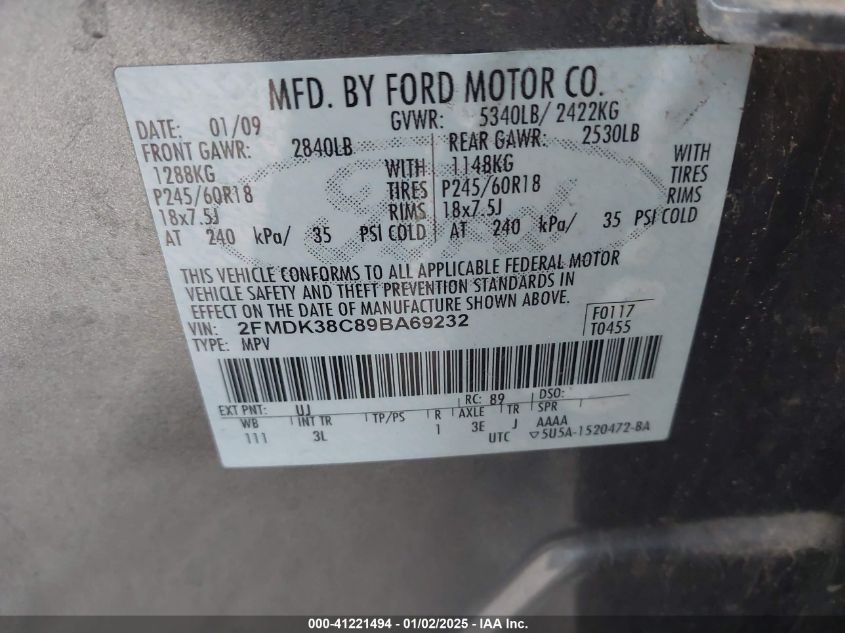 MFD. BY FORD MOTOR CO.
DATE: 01/09 GVWR: 5340LB/ 2422KG
FRONT GAWR: 2840LB REAR GAWR: 2530LB
1288KG WITH 1148KG WITH
P245/60R18 TIRES P245/60R18 TIRES
18x7.5J RIMS 18x7.5J RIMS
AT 240 kPa/ 35 PSI COLD AT 240 kPa/ 35 PSI COLD
THIS VEHICLE CONFORMS TO ALL APPLICABLE FEDERAL MOTOR
VEHICLE SAFETY AND THEFT PREVENTION STANDARDS IN
EFFECT ON THE DATE OF MANUFACTURE SHOWN ABOVE.
VIN: 2FMDK38C89BA69232 F0117
TYPE: MPV T0455
EXT PNT: UJ RC: 89 DSO:
WB INT TR TP/PS R AXLE TR SPR
111 3L 1 3E J AAAA
UTC ▽5U5A-1520472-BA
000-41221494 - 01/02/2025 - IAA Inc.